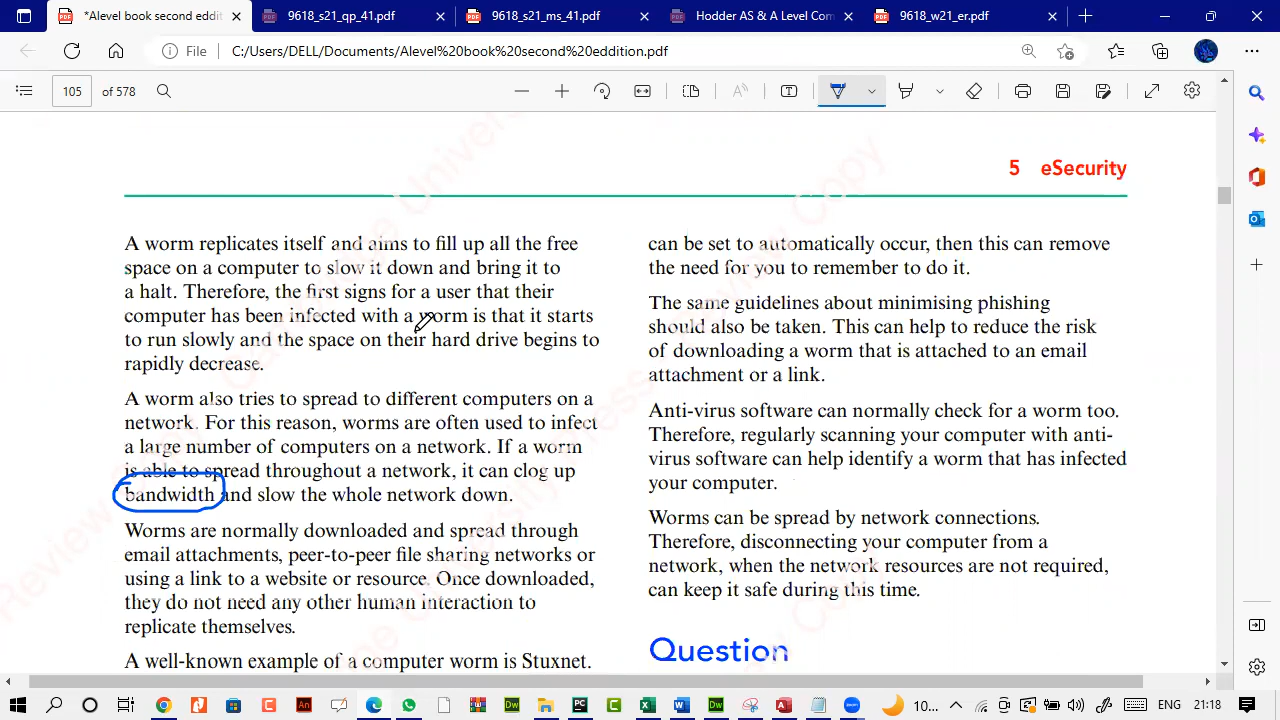 *Alevel book second eddit
9618_s21_qp_41.pdf
9618_s21_ms_41.pdf
Hodder AS & A Level Com
9618_w21_er.pdf
File
C:/Users/DELL/Documents/Alevel%20book%20second%20eddition.pdf
105 of 578
5 eSecurity
A worm replicates itself and aims to fill up all the free
space on a computer to slow it down and bring it to
a halt. Therefore, the first signs for a user that their
computer has been infected with a worm is that it starts
to run slowly and the space on their hard drive begins to
rapidly decrease.
A worm also tries to spread to different computers on a
network. For this reason, worms are often used to infect
a large number of computers on a network. If a worm
is able to spread throughout a network, it can clog up
bandwidth and slow the whole network down.
Worms are normally downloaded and spread through
email attachments, peer-to-peer file sharing networks or
using a link to a website or resource. Once downloaded,
they do not need any other human interaction to
replicate themselves.
A well-known example of a computer worm is Stuxnet.
can be set to automatically occur, then this can remove
the need for you to remember to do it.
The same guidelines about minimising phishing
should also be taken. This can help to reduce the risk
of downloading a worm that is attached to an email
attachment or a link.
Anti-virus software can normally check for a worm too.
Therefore, regularly scanning your computer with anti-
virus software can help identify a worm that has infected
your computer.
Worms can be spread by network connections.
Therefore, disconnecting your computer from a
network, when the network resources are not required,
can keep it safe during this time.
Question
10...
ENG
21:18